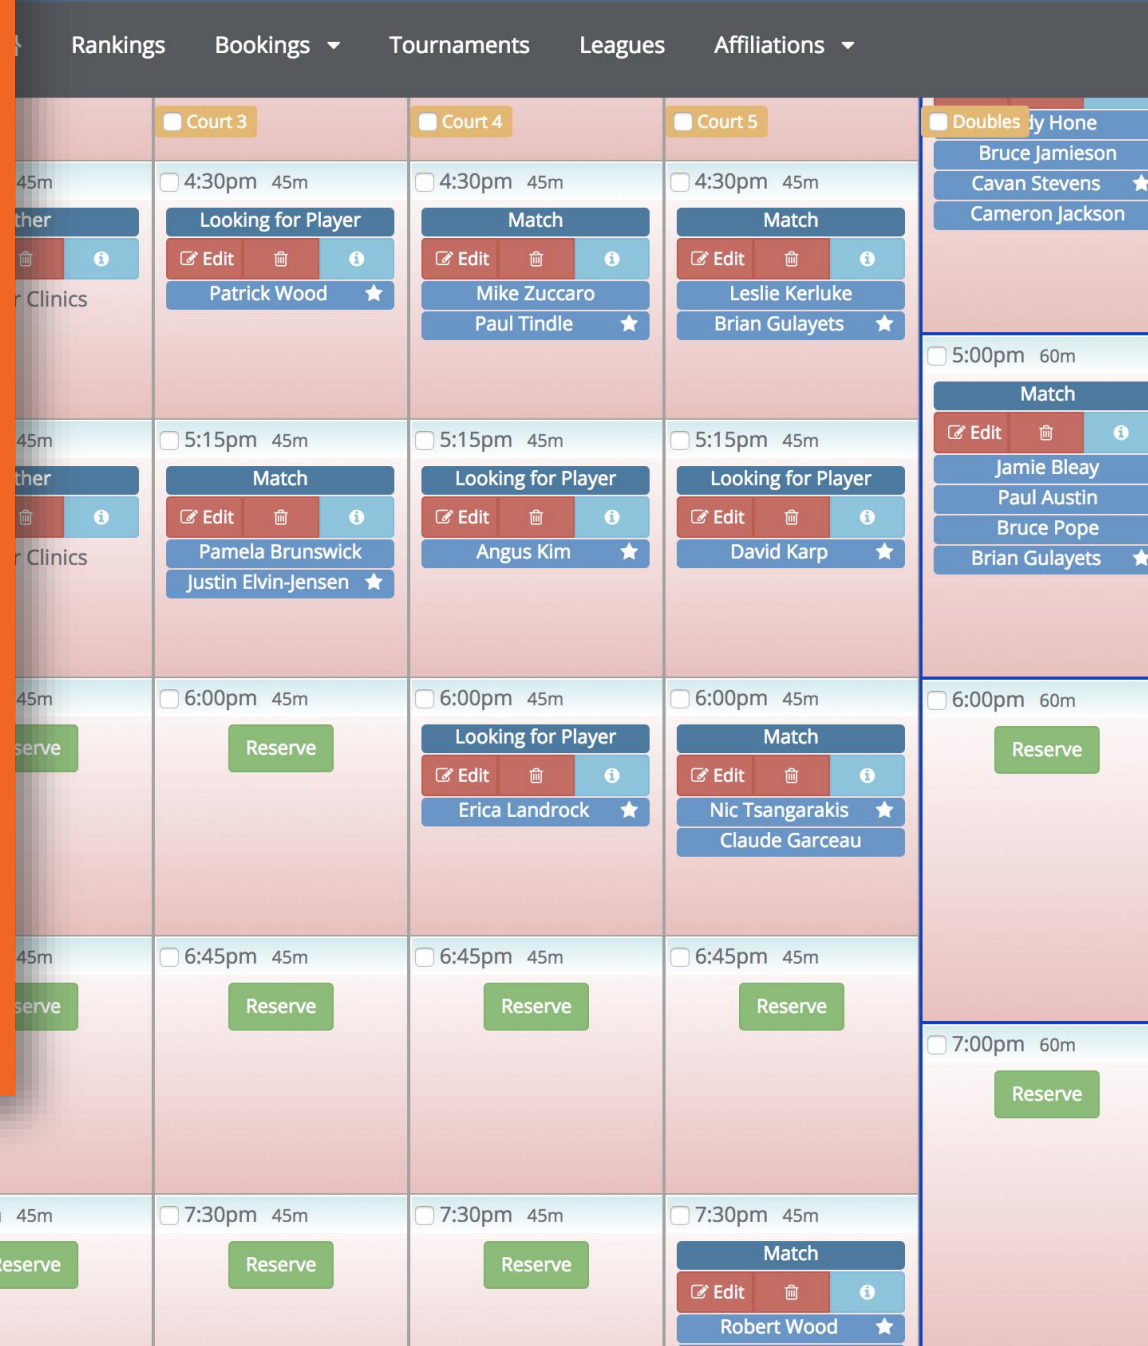 Rankings Bookings Tournaments Leagues Affiliations
Court 3 Court 4 Court 5 Doubles dy Hone
Bruce Jamieson
45m 4:30pm 45m 4:30pm 45m 4:30pm 45m Cavan Stevens
ther Looking for Player Match Match Cameron Jackson
Edit Edit Edit
r Clinics Patrick Wood Mike Zuccaro Leslie Kerluke
Paul Tindle Brian Gulayets
5:00pm 60m
Match
45m 5:15pm 45m 5:15pm 45m 5:15pm 45m Edit
ther Match Looking for Player Looking for Player Jamie Bleay
Edit Edit Edit Paul Austin
Bruce Pope
r Clinics Pamela Brunswick Angus Kim David Karp Brian Gulayets
Justin Elvin-Jensen
45m 6:00pm 45m 6:00pm 45m 6:00pm 45m 6:00pm 60m
serve Reserve Looking for Player Match Reserve
Edit Edit
Erica Landrock Nic Tsangarakis
Claude Garceau
45m 6:45pm 45m 6:45pm 45m 6:45pm 45m
serve Reserve Reserve Reserve
7:00pm 60m
Reserve
45m 7:30pm 45m 7:30pm 45m 7:30pm 45m
eserve Reserve Reserve Match
Edit
Robert Wood